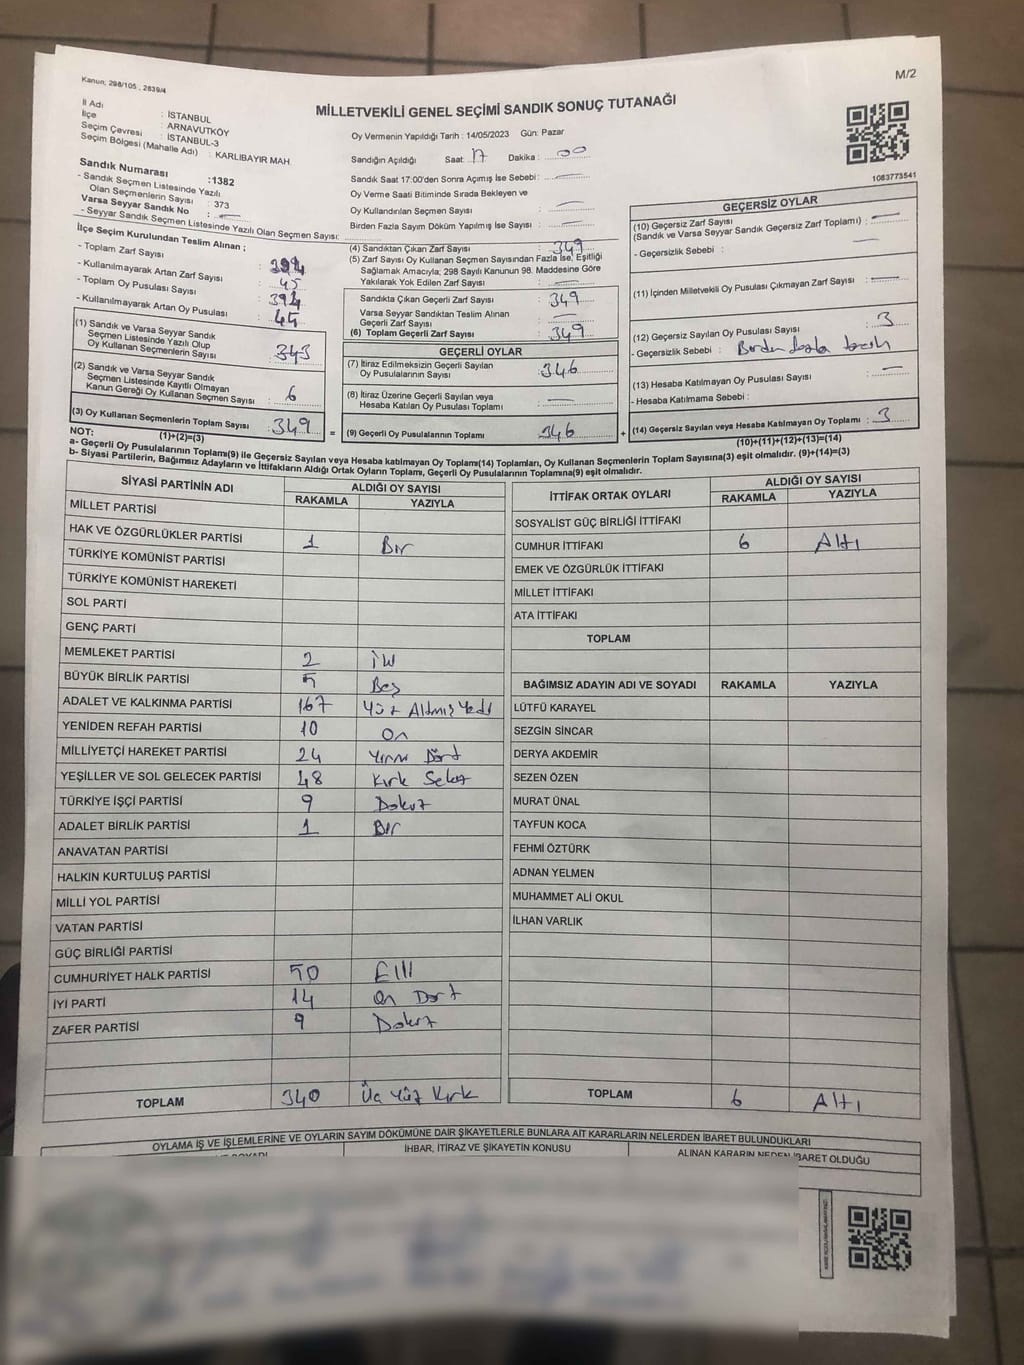 Kanun; 298/105 , 2839/4
M/2
MİLLETVEKİLİ GENEL SEÇİMİ SANDIK SONUÇ TUTANAĞI
İl Adı : İSTANBUL
İlçe : ARNAVUTKÖY
Seçim Çevresi : İSTANBUL-3
Seçim Bölgesi (Mahalle Adı) : KARLIBAYIR MAH
Sandık Numarası :1382
- Sandık Seçmen Listesinde Yazılı
Olan Seçmenlerin Sayısı : 373
Varsa Seyyar Sandık No :
- Seyyar Sandık Seçmen Listesinde Yazılı Olan Seçmen Sayısı:
Oy Vermenin Yapıldığı Tarih : 14/05/2023 Gün: Pazar
Sandığın Açıldığı Saat : 17 Dakika : 00
Sandık Saat 17:00'den Sonra Açılmış İse Sebebi :
Oy Verme Saati Bitiminde Sırada Bekleyen ve
Oy Kullandırılan Seçmen Sayısı :
Birden Fazla Sayım Döküm Yapılmış İse Sayısı :
1083773541
İlçe Seçim Kurulundan Teslim Alınan ;
- Toplam Zarf Sayısı : 394
- Kullanılmayarak Artan Zarf Sayısı : 45
- Toplam Oy Pusulası Sayısı : 394
- Kullanılmayarak Artan Oy Pusulası : 45
(1) Sandık ve Varsa Seyyar Sandık
Seçmen Listesinde Yazılı Olup
Oy Kullanan Seçmenlerin Sayısı : 343
(2) Sandık ve Varsa Seyyar Sandık
Seçmen Listesinde Kayıtlı Olmayan
Kanun Gereği Oy Kullanan Seçmen Sayısı : 6
(3) Oy Kullanan Seçmenlerin Toplam Sayısı : 349
(4) Sandıktan Çıkan Zarf Sayısı : 349
(5) Zarf Sayısı Oy Kullanan Seçmen Sayısından Fazla İse, Eşitliği
Sağlamak Amacıyla; 298 Sayılı Kanunun 98. Maddesine Göre
Yakılarak Yok Edilen Zarf Sayısı :
Sandıkta Çıkan Geçerli Zarf Sayısı : 349
Varsa Seyyar Sandıktan Teslim Alınan
Geçerli Zarf Sayısı :
(6) Toplam Geçerli Zarf Sayısı : 349
GEÇERLİ OYLAR
(7) İtiraz Edilmeksizin Geçerli Sayılan
Oy Pusulalarının Sayısı : 346
(8) İtiraz Üzerine Geçerli Sayılan veya
Hesaba Katılan Oy Pusulası Toplamı :
= (9) Geçerli Oy Pusulalarının Toplamı 346 +
GEÇERSİZ OYLAR
(10) Geçersiz Zarf Sayısı
(Sandık ve Varsa Seyyar Sandık Geçersiz Zarf Toplamı) :
- Geçersizlik Sebebi :
(11) İçinden Milletvekili Oy Pusulası Çıkmayan Zarf Sayısı :
(12) Geçersiz Sayılan Oy Pusulası Sayısı : 3
- Geçersizlik Sebebi : Birden fazla tercih
(13) Hesaba Katılmayan Oy Pusulası Sayısı :
- Hesaba Katılmama Sebebi :
(14) Geçersiz Sayılan veya Hesaba Katılmayan Oy Toplamı : 3
NOT: (1)+(2)=(3) (10)+(11)+(12)+(13)=(14)
a- Geçerli Oy Pusulalarının Toplamı(9) ile Geçersiz Sayılan veya Hesaba katılmayan Oy Toplamı(14) Toplamları, Oy Kullanan Seçmenlerin Toplam Sayısına(3) eşit olmalıdır. (9)+(14)=(3)
b- Siyasi Partilerin, Bağımsız Adayların ve İttifakların Aldığı Ortak Oyların Toplamı, Geçerli Oy Pusulalarının Toplamına(9) eşit olmalıdır.
SİYASİ PARTİNİN ADI ALDIĞI OY SAYISI
RAKAMLA YAZIYLA
MİLLET PARTİSİ
HAK VE ÖZGÜRLÜKLER PARTİSİ 1 Bir
TÜRKİYE KOMÜNİST PARTİSİ
TÜRKİYE KOMÜNİST HAREKETİ
SOL PARTİ
GENÇ PARTİ
MEMLEKET PARTİSİ 2 iki
BÜYÜK BİRLİK PARTİSİ 5 Beş
ADALET VE KALKINMA PARTİSİ 167 Yüz Altmış Yedi
YENİDEN REFAH PARTİSİ 10 On
MİLLİYETÇİ HAREKET PARTİSİ 24 Yirmi Dört
YEŞİLLER VE SOL GELECEK PARTİSİ 48 Kırk Sekiz
TÜRKİYE İŞÇİ PARTİSİ 9 Dokuz
ADALET BİRLİK PARTİSİ 1 Bir
ANAVATAN PARTİSİ
HALKIN KURTULUŞ PARTİSİ
MİLLİ YOL PARTİSİ
VATAN PARTİSİ
GÜÇ BİRLİĞİ PARTİSİ
CUMHURİYET HALK PARTİSİ 50 Elli
İYİ PARTİ 14 On Dört
ZAFER PARTİSİ 9 Dokuz
TOPLAM 340 Üç Yüz Kırk
İTTİFAK ORTAK OYLARI ALDIĞI OY SAYISI
RAKAMLA YAZIYLA
SOSYALİST GÜÇ BİRLİĞİ İTTİFAKI
CUMHUR İTTİFAKI 6 Altı
EMEK VE ÖZGÜRLÜK İTTİFAKI
MİLLET İTTİFAKI
ATA İTTİFAKI
TOPLAM
BAĞIMSIZ ADAYIN ADI VE SOYADI RAKAMLA YAZIYLA
LÜTFÜ KARAYEL
SEZGİN SİNCAR
DERYA AKDEMİR
SEZEN ÖZEN
MURAT ÜNAL
TAYFUN KOCA
FEHMİ ÖZTÜRK
ADNAN YELMEN
MUHAMMET ALİ OKUL
İLHAN VARLIK
TOPLAM 6 Altı
OYLAMA İŞ VE İŞLEMLERİNE VE OYLARIN SAYIM DÖKÜMÜNE DAİR ŞİKAYETLERLE BUNLARA AİT KARARLARIN NELERDEN İBARET BULUNDUKLARI
İHBAR, İTİRAZ VE ŞİKAYETİN KONUSU
ALINAN KARARIN NEDEN İBARET OLDUĞU